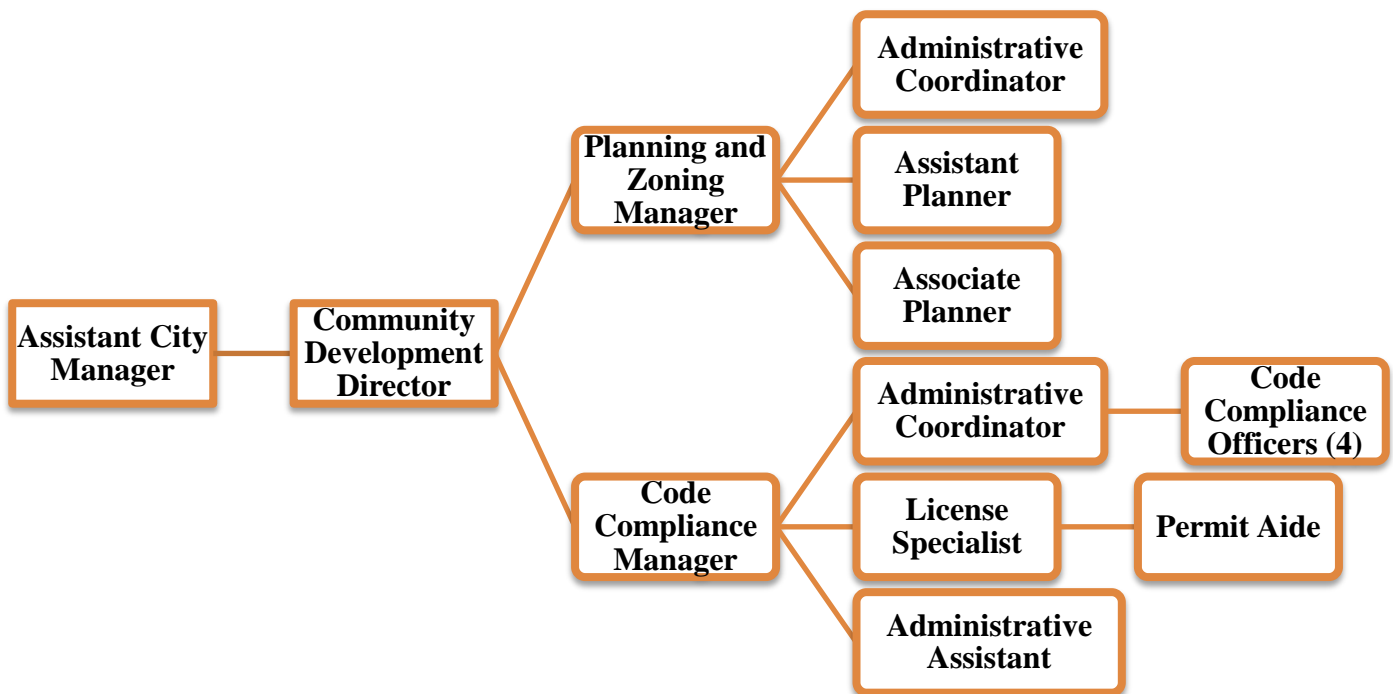 Assistant City
Manager
Community
Development
Director
Planning and
Zoning
Manager
Administrative
Coordinator
Assistant
Planner
Associate
Planner
Code
Compliance
Manager
Administrative
Coordinator
Code
Compliance
Officers (4)
License
Specialist
Permit Aide
Administrative
Assistant